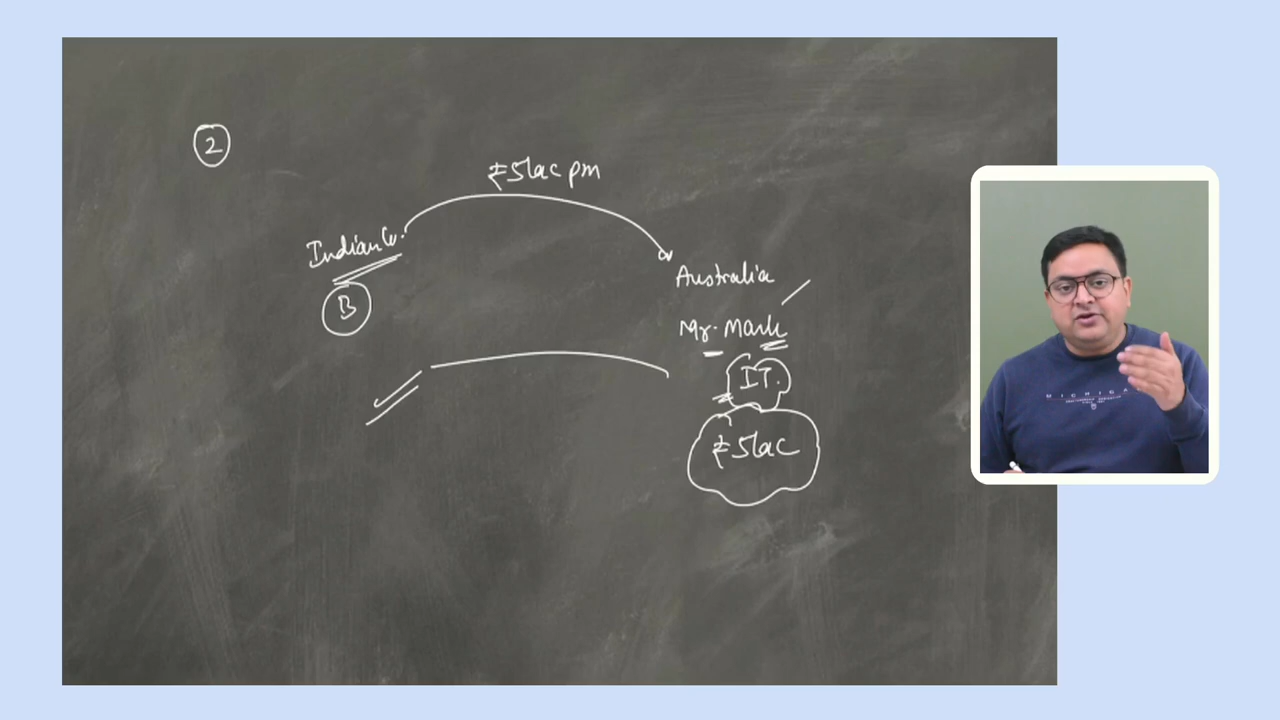 2
₹5lac pm
Indian Co.
B
Australia
Mr. Mark
IT.
₹5lac